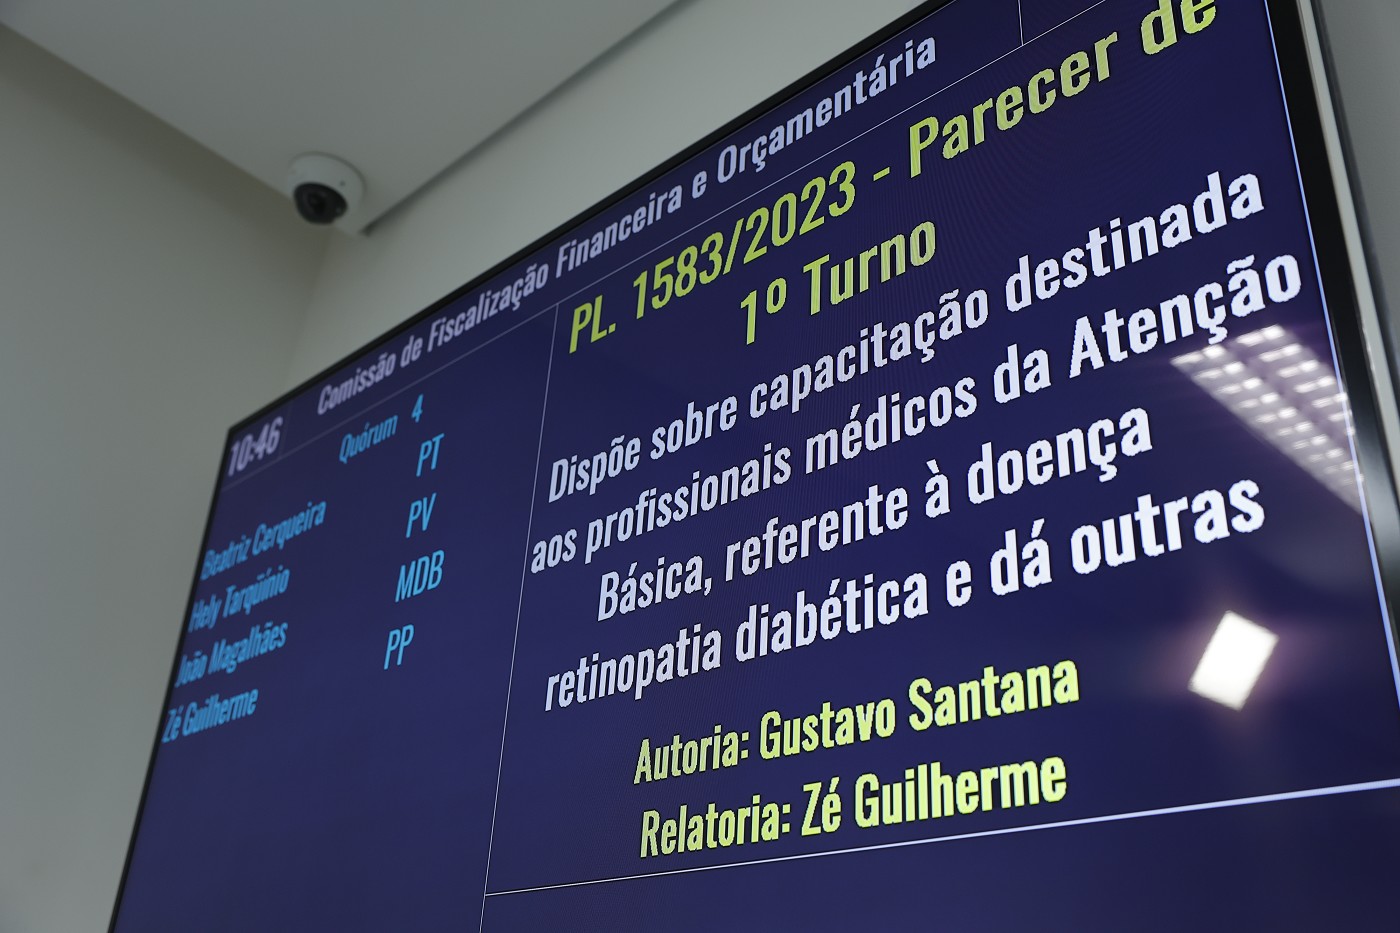 Comissão de Fiscalização Financeira e Orçamentária
10:46
Quórum 4
Beatriz Cerqueira PT
Hely Tarqüínio PV
João Magalhães MDB
Zé Guilherme PP
PL. 1583/2023 - Parecer de
1º Turno
Dispõe sobre capacitação destinada
aos profissionais médicos da Atenção
Básica, referente à doença
retinopatia diabética e dá outras
Autoria: Gustavo Santana
Relatoria: Zé Guilherme